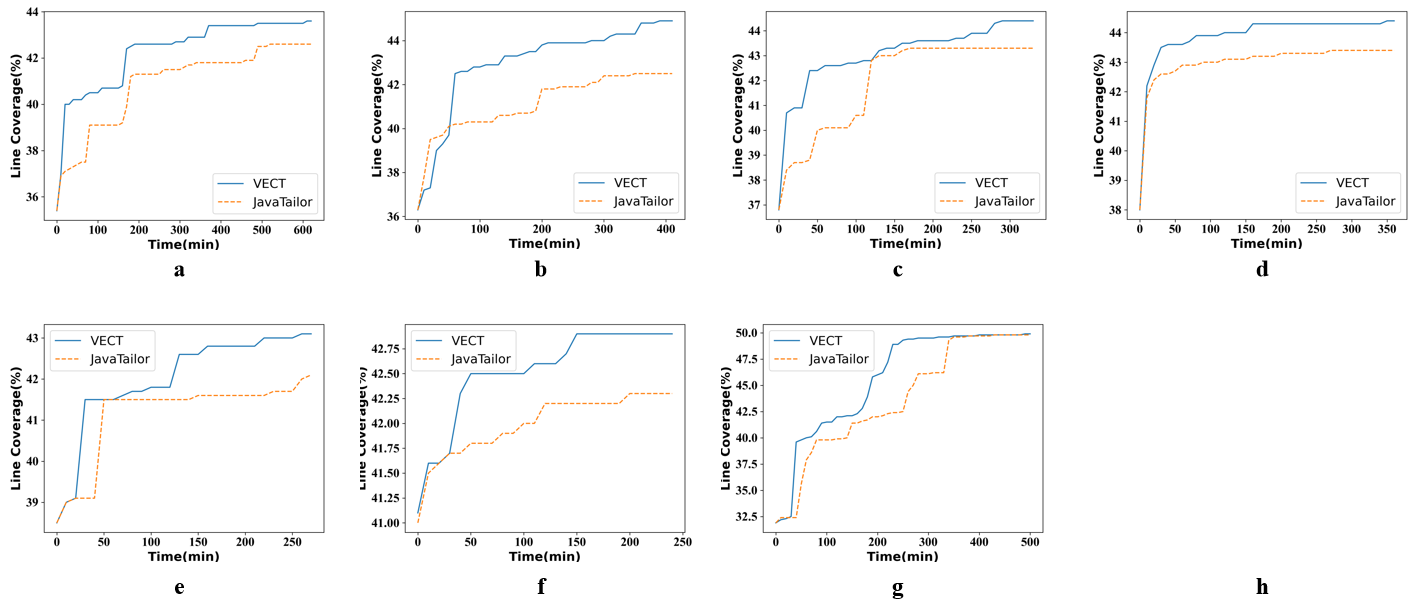 44
42
40
38
36
Line Coverage(%)
VECT
JavaTailor
0 100 200 300 400 500 600
Time(min)
a
44
42
40
38
36
Line Coverage(%)
VECT
JavaTailor
0 100 200 300 400
Time(min)
b
44
43
42
41
40
39
38
37
Line Coverage(%)
VECT
JavaTailor
0 50 100 150 200 250 300
Time(min)
c
44
43
42
41
40
39
38
Line Coverage(%)
VECT
JavaTailor
0 50 100 150 200 250 300 350
Time(min)
d
43
42
41
40
39
Line Coverage(%)
VECT
JavaTailor
0 50 100 150 200 250
Time(min)
e
42.75
42.50
42.25
42.00
41.75
41.50
41.25
41.00
Line Coverage(%)
VECT
JavaTailor
0 50 100 150 200 250
Time(min)
f
50.0
47.5
45.0
42.5
40.0
37.5
35.0
32.5
Line Coverage(%)
VECT
JavaTailor
0 100 200 300 400 500
Time(min)
g
h